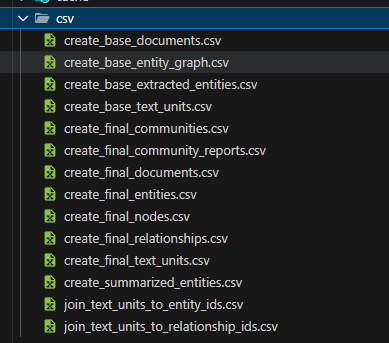 csv
create_base_documents.csv
create_base_entity_graph.csv
create_base_extracted_entities.csv
create_base_text_units.csv
create_final_communities.csv
create_final_community_reports.csv
create_final_documents.csv
create_final_entities.csv
create_final_nodes.csv
create_final_relationships.csv
create_final_text_units.csv
create_summarized_entities.csv
join_text_units_to_entity_ids.csv
join_text_units_to_relationship_ids.csv